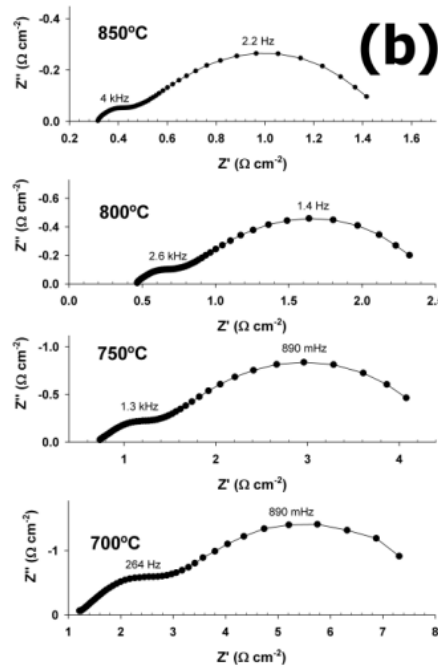 (b)
850ºC
-0.4
-0.2
0.0
Z'' (Ω cm⁻²)
4 kHz
2.2 Hz
0.2 0.4 0.6 0.8 1.0 1.2 1.4 1.6
Z' (Ω cm⁻²)
800ºC
-0.6
-0.4
-0.2
0.0
Z'' (Ω cm⁻²)
2.6 kHz
1.4 Hz
0.0 0.5 1.0 1.5 2.0
Z' (Ω cm⁻²)
750ºC
-1.0
-0.5
0.0
Z'' (Ω cm⁻²)
1.3 kHz
890 mHz
1 2 3 4
Z' (Ω cm⁻²)
700ºC
-1
0
Z'' (Ω cm⁻²)
264 Hz
890 mHz
1 2 3 4 5 6 7 8
Z' (Ω cm⁻²)